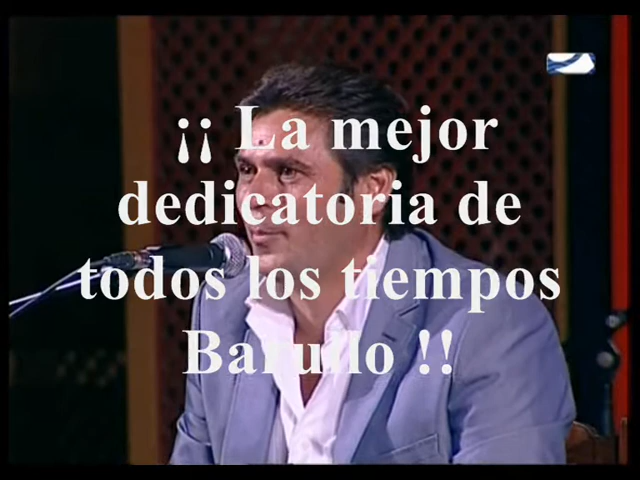 ¡¡ La mejor
dedicatoria de
todos los tiempos
Barullo !!